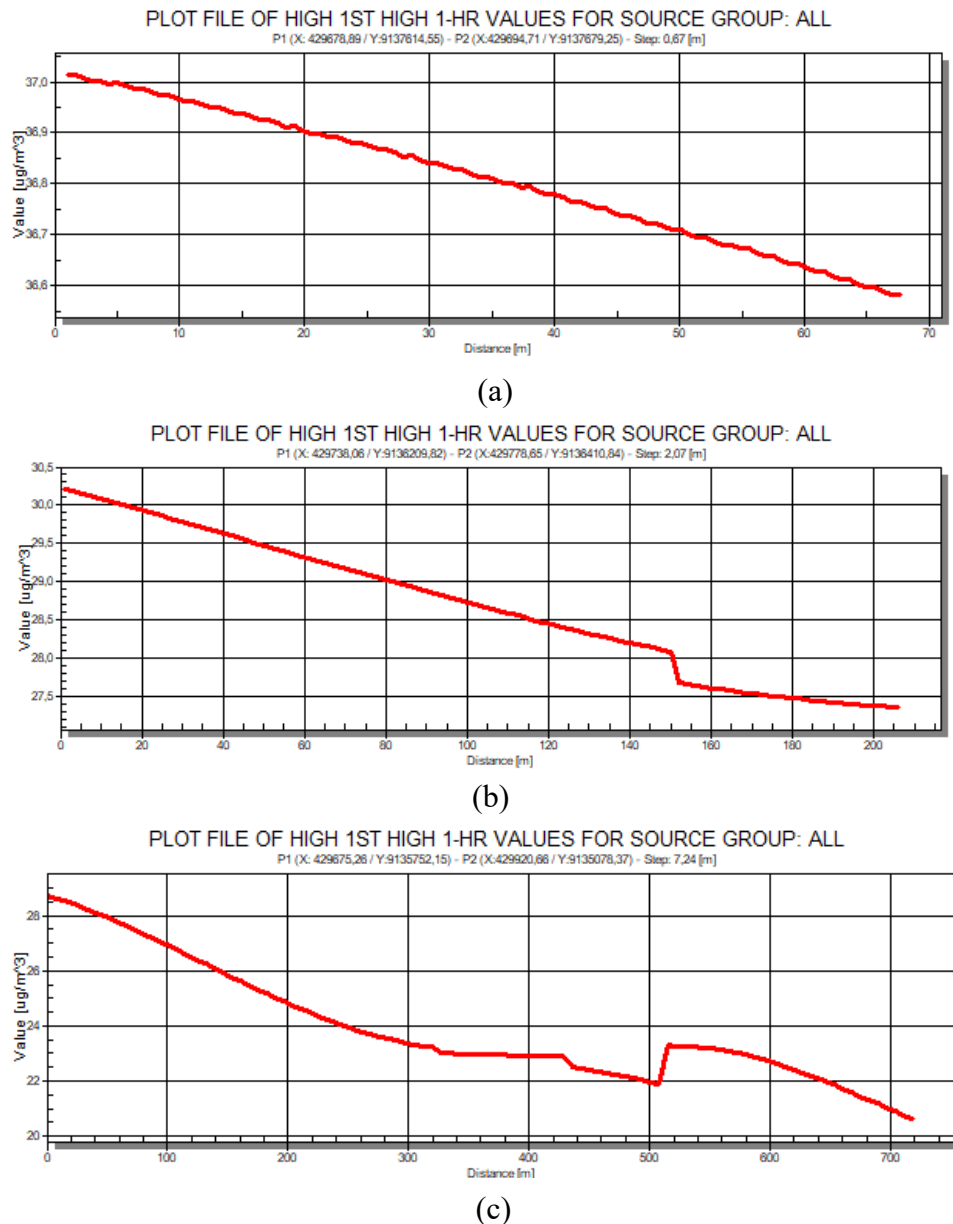 PLOT FILE OF HIGH 1ST HIGH 1-HR VALUES FOR SOURCE GROUP: ALL
P1 (X: 429678,89 / Y:9137614,55) - P2 (X:429694,71 / Y:9137679,25) - Step: 0,67 [m]
Value [ug/m^3]
37,0
36,9
36,8
36,7
36,6
0 10 20 30 40 50 60 70
Distance [m]
(a)
PLOT FILE OF HIGH 1ST HIGH 1-HR VALUES FOR SOURCE GROUP: ALL
P1 (X: 429738,06 / Y:9136209,82) - P2 (X:429778,65 / Y:9136410,84) - Step: 2,07 [m]
Value [ug/m^3]
30,5
30,0
29,5
29,0
28,5
28,0
27,5
0 20 40 60 80 100 120 140 160 180 200
Distance [m]
(b)
PLOT FILE OF HIGH 1ST HIGH 1-HR VALUES FOR SOURCE GROUP: ALL
P1 (X: 429675,26 / Y:9135752,15) - P2 (X:429920,66 / Y:9135078,37) - Step: 7,24 [m]
Value [ug/m^3]
28
26
24
22
20
0 100 200 300 400 500 600 700
Distance [m]
(c)